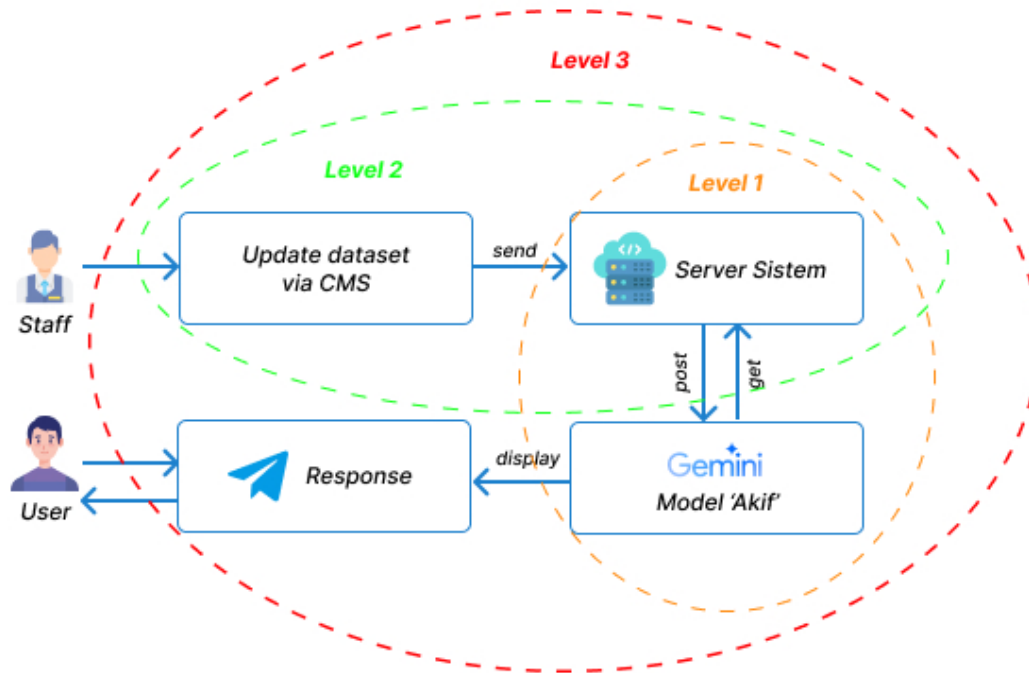 Level 3
Level 2
Level 1
Update dataset
via CMS
send
</>
Server Sistem
Staff
post
get
Response
display
Gemini
Model ‘Akif’
User